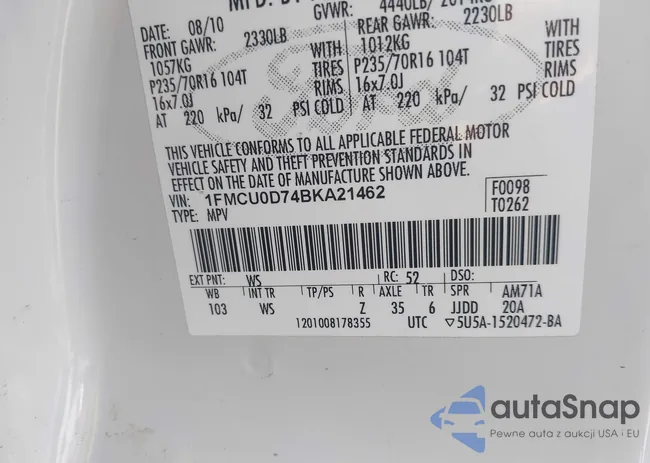 MFD. BY
08/10 GVWR: 4440LB/ 2014KG
FRONT GAWR: 2330LB REAR GAWR: 2230LB
1057KG WITH 1012KG WITH
P235/70R16 104T TIRES P235/70R16 104T TIRES
16x7.0J RIMS 16x7.0J RIMS
AT 220 kPa/ 32 PSI COLD AT 220 kPa/ 32 PSI COLD
Ford
THIS VEHICLE CONFORMS TO ALL APPLICABLE FEDERAL MOTOR
VEHICLE SAFETY AND THEFT PREVENTION STANDARDS IN
EFFECT ON THE DATE OF MANUFACTURE SHOWN ABOVE.
VIN: 1FMCU0D74BKA21462 F0098
TYPE: MPV T0262
EXT PNT: WS RC: 52 DSO:
WB INT TR TP/PS R AXLE TR SPR AM71A
103 WS Z 35 6 JJDD 20A
1201008178355 UTC ▽5U5A-1520472-BA
autaSnap
Pewne auta z aukcji USA i EU